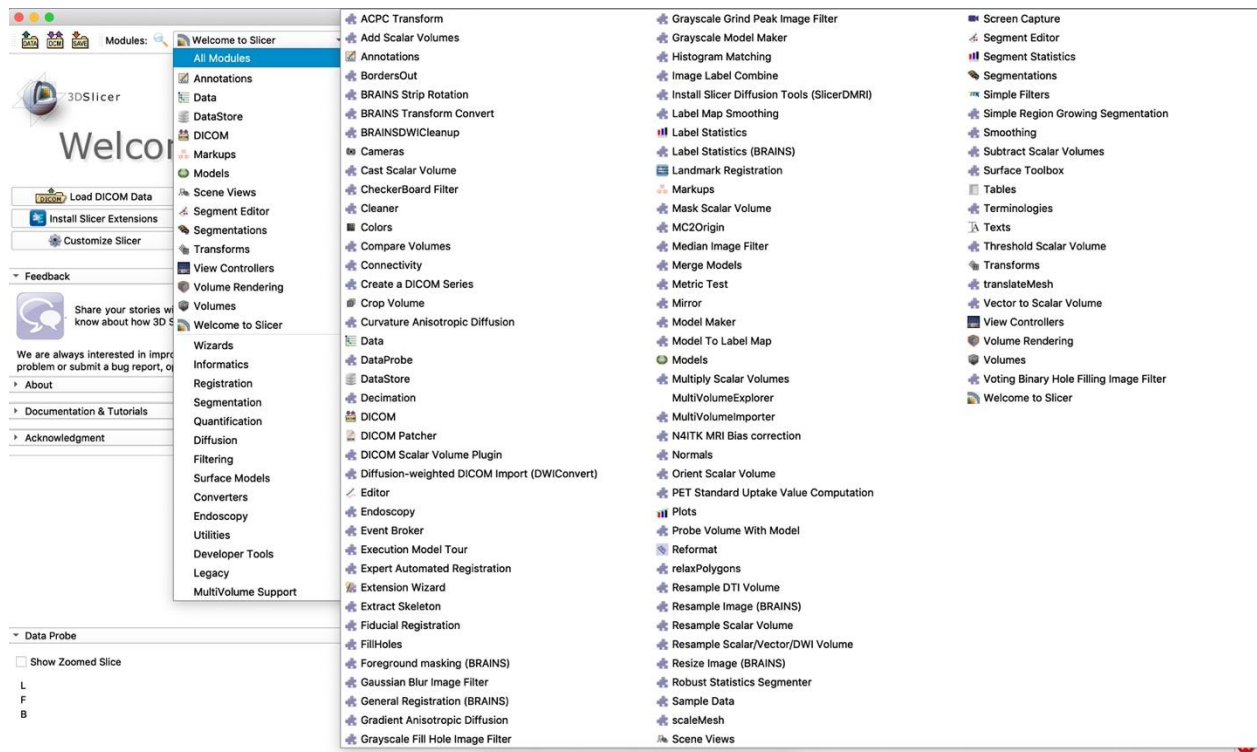 DATA DCM SAVE Modules: Welcome to Slicer
3DSlicer
Welcor
DICOM Load DICOM Data
Install Slicer Extensions
Customize Slicer
Feedback
Share your stories wi
know about how 3D S
We are always interested in impro
problem or submit a bug report, o
About
Documentation & Tutorials
Acknowledgment
Data Probe
Show Zoomed Slice
L
F
B
All Modules
Annotations
Data
DataStore
DICOM
Markups
Models
Scene Views
Segment Editor
Segmentations
Transforms
View Controllers
Volume Rendering
Volumes
Welcome to Slicer
Wizards
Informatics
Registration
Segmentation
Quantification
Diffusion
Filtering
Surface Models
Converters
Endoscopy
Utilities
Developer Tools
Legacy
MultiVolume Support
ACPC Transform
Add Scalar Volumes
Annotations
BordersOut
BRAINS Strip Rotation
BRAINS Transform Convert
BRAINSDWICleanup
Cameras
Cast Scalar Volume
CheckerBoard Filter
Cleaner
Colors
Compare Volumes
Connectivity
Create a DICOM Series
Crop Volume
Curvature Anisotropic Diffusion
Data
DataProbe
DataStore
Decimation
DICOM
DICOM Patcher
DICOM Scalar Volume Plugin
Diffusion-weighted DICOM Import (DWIConvert)
Editor
Endoscopy
Event Broker
Execution Model Tour
Expert Automated Registration
Extension Wizard
Extract Skeleton
Fiducial Registration
FillHoles
Foreground masking (BRAINS)
Gaussian Blur Image Filter
General Registration (BRAINS)
Gradient Anisotropic Diffusion
Grayscale Fill Hole Image Filter
Grayscale Grind Peak Image Filter
Grayscale Model Maker
Histogram Matching
Image Label Combine
Install Slicer Diffusion Tools (SlicerDMRI)
Label Map Smoothing
Label Statistics
Label Statistics (BRAINS)
Landmark Registration
Markups
Mask Scalar Volume
MC2Origin
Median Image Filter
Merge Models
Metric Test
Mirror
Model Maker
Model To Label Map
Models
Multiply Scalar Volumes
MultiVolumeExplorer
MultiVolumeImporter
N4ITK MRI Bias correction
Normals
Orient Scalar Volume
PET Standard Uptake Value Computation
Plots
Probe Volume With Model
Reformat
relaxPolygons
Resample DTI Volume
Resample Image (BRAINS)
Resample Scalar Volume
Resample Scalar/Vector/DWI Volume
Resize Image (BRAINS)
Robust Statistics Segmenter
Sample Data
scaleMesh
Scene Views
Screen Capture
Segment Editor
Segment Statistics
Segmentations
Simple Filters
Simple Region Growing Segmentation
Smoothing
Subtract Scalar Volumes
Surface Toolbox
Tables
Terminologies
Texts
Threshold Scalar Volume
Transforms
translateMesh
Vector to Scalar Volume
View Controllers
Volume Rendering
Volumes
Voting Binary Hole Filling Image Filter
Welcome to Slicer